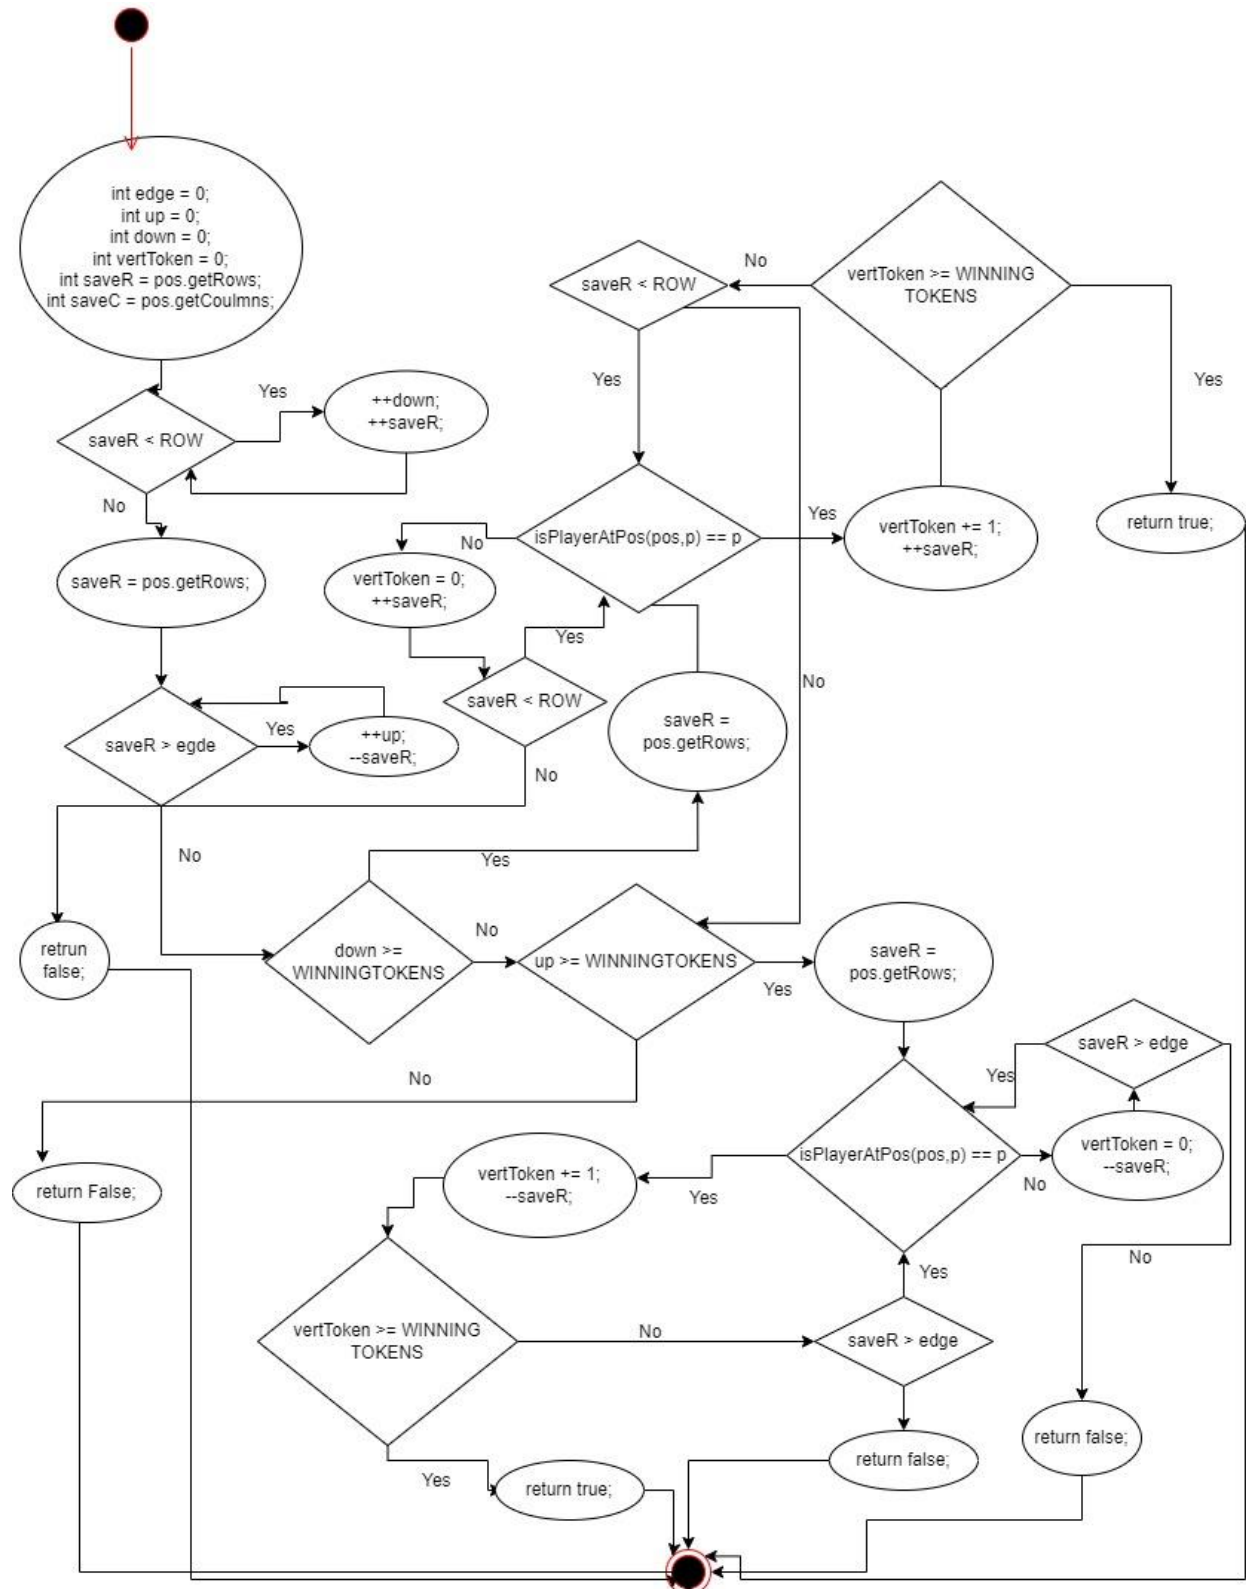 int edge = 0;
int up = 0;
int down = 0;
int vertToken = 0;
int saveR = pos.getRows;
int saveC = pos.getCoulmns;
saveR < ROW
Yes
++down;
++saveR;
No
saveR = pos.getRows;
saveR > egde
Yes
++up;
--saveR;
No
vertToken >= WINNING
TOKENS
No
saveR < ROW
Yes
Yes
return true;
isPlayerAtPos(pos,p) == p
Yes
vertToken += 1;
++saveR;
No
vertToken = 0;
++saveR;
Yes
saveR < ROW
No
saveR =
pos.getRows;
No
retrun
false;
down >=
WINNINGTOKENS
Yes
No
up >= WINNINGTOKENS
Yes
saveR =
pos.getRows;
No
return False;
saveR > edge
Yes
isPlayerAtPos(pos,p) == p
No
vertToken = 0;
--saveR;
No
Yes
vertToken += 1;
--saveR;
vertToken >= WINNING
TOKENS
No
saveR > edge
Yes
return false;
return false;
Yes
return true;